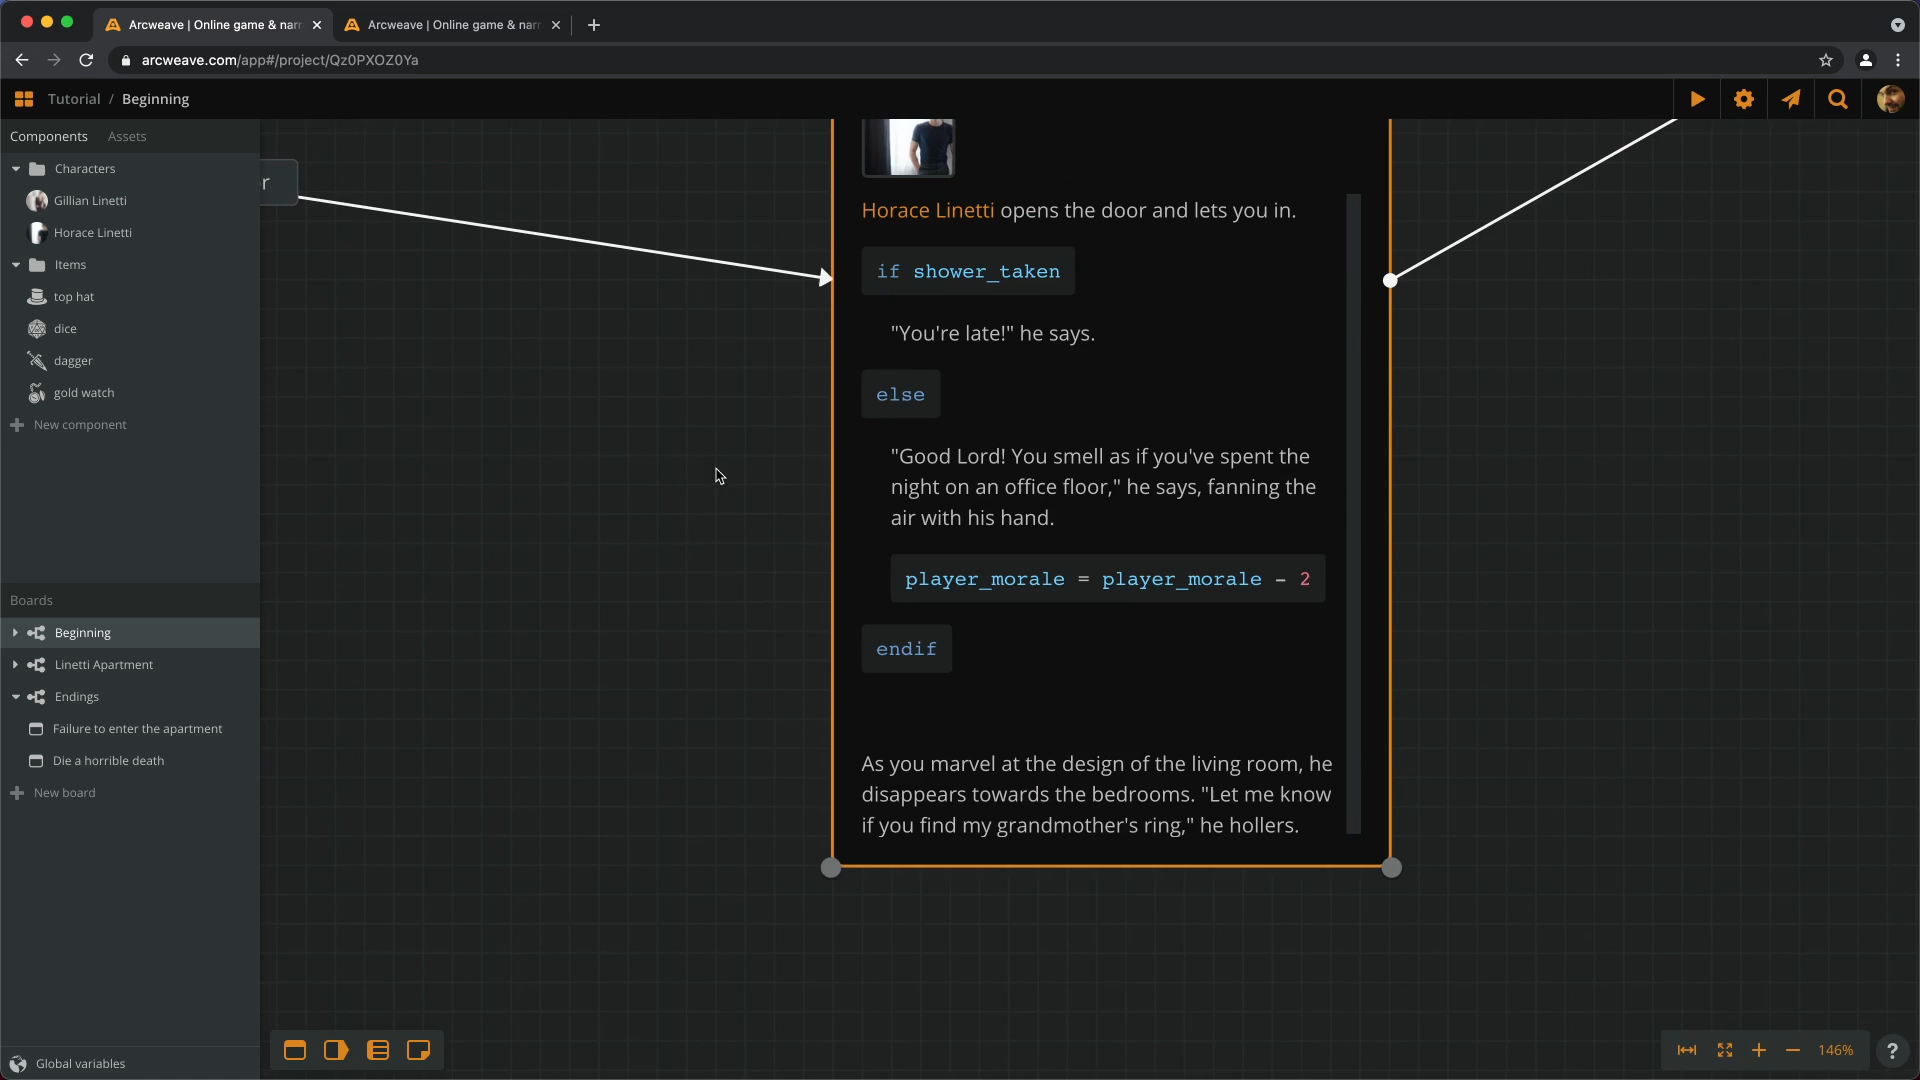 Arcweave | Online game & narr
Arcweave | Online game & narr
arcweave.com/app#/project/Qz0PXOZ0Ya
Tutorial / Beginning
Components Assets
Characters
Gillian Linetti
Horace Linetti
Items
top hat
dice
dagger
gold watch
New component
Boards
Beginning
Linetti Apartment
Endings
Failure to enter the apartment
Die a horrible death
New board
Global variables
r
Horace Linetti opens the door and lets you in.
if shower_taken
"You're late!" he says.
else
"Good Lord! You smell as if you've spent the
night on an office floor," he says, fanning the
air with his hand.
player_morale = player_morale - 2
endif
As you marvel at the design of the living room, he
disappears towards the bedrooms. "Let me know
if you find my grandmother's ring," he hollers.
146%
?